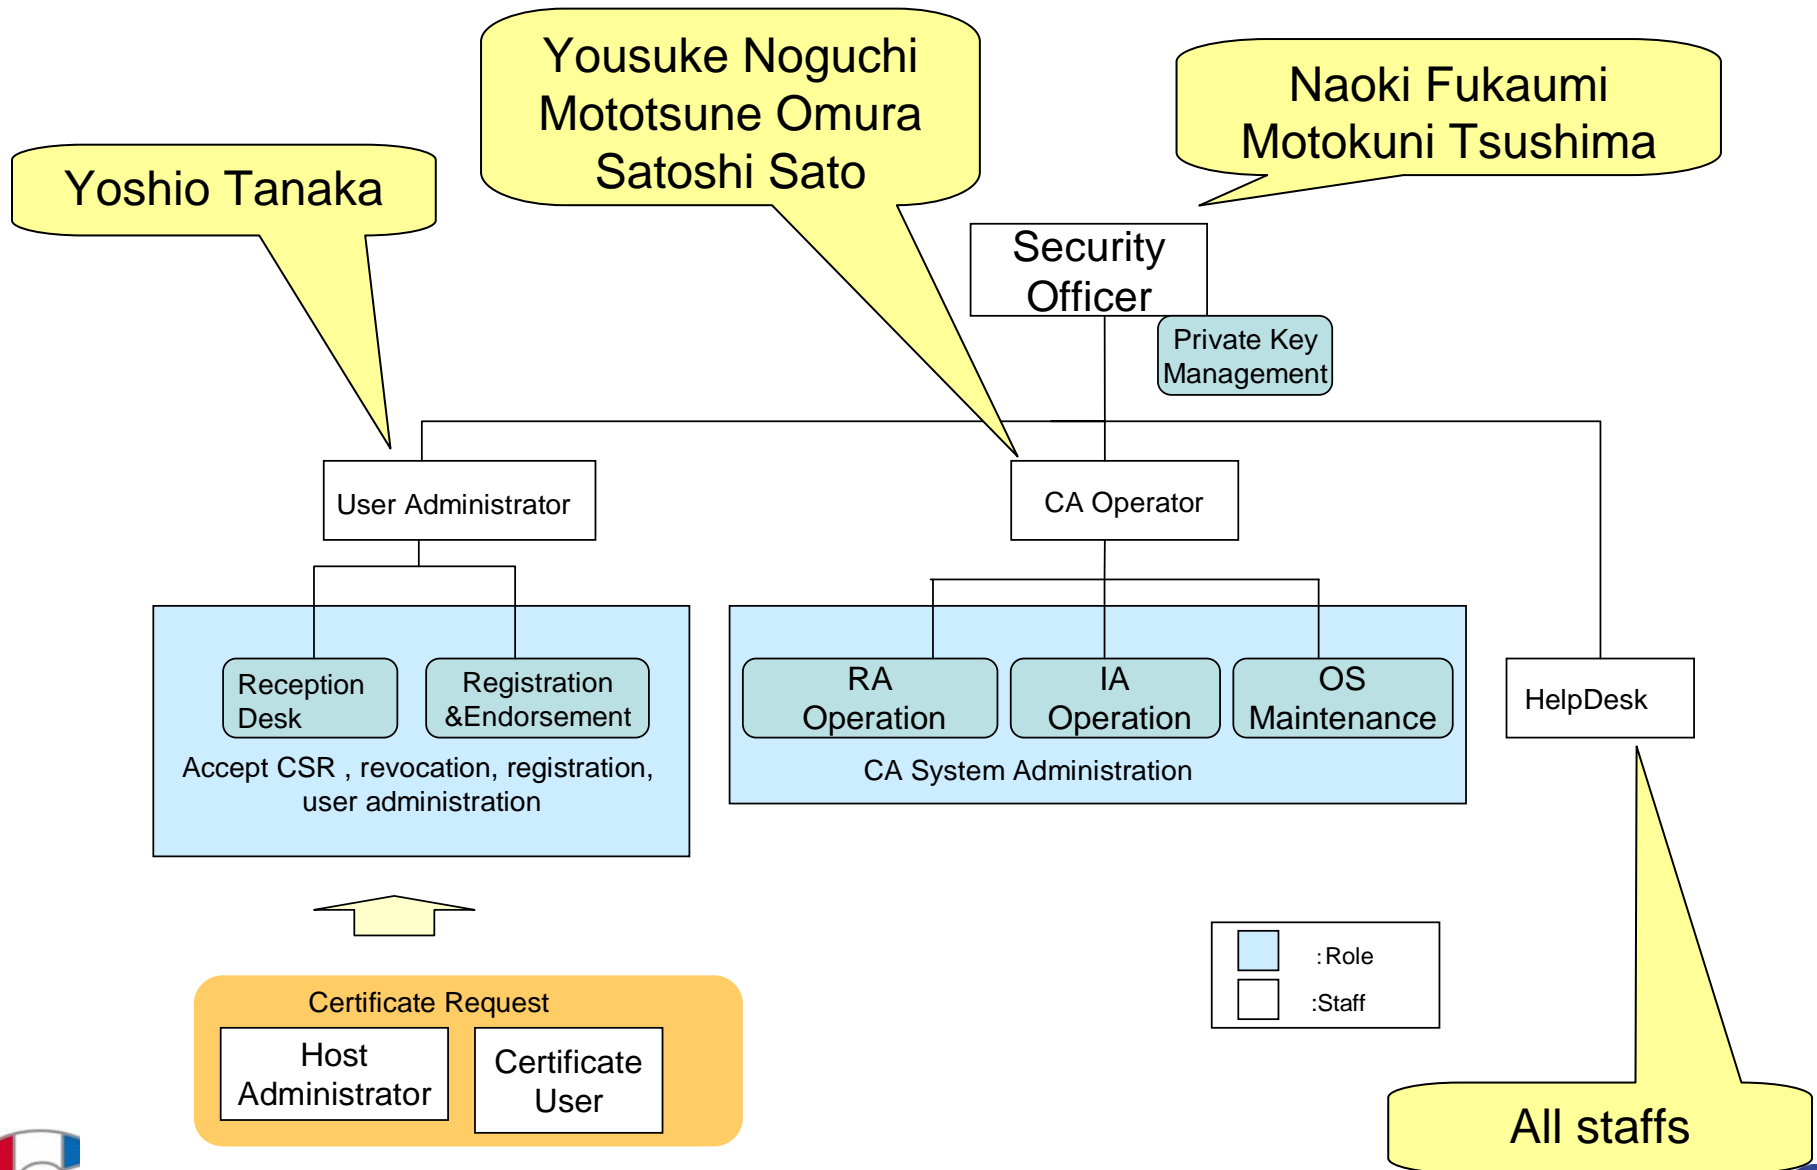 Yousuke Noguchi
Mototsune Omura
Satoshi Sato
Naoki Fukaumi
Motokuni Tsushima
Yoshio Tanaka
Security
Officer
Private Key
Management
User Administrator
CA Operator
Reception
Desk
Registration
&Endorsement
Accept CSR , revocation, registration,
user administration
RA
Operation
IA
Operation
OS
Maintenance
CA System Administration
HelpDesk
:Role
:Staff
Certificate Request
Host
Administrator
Certificate
User
All staffs